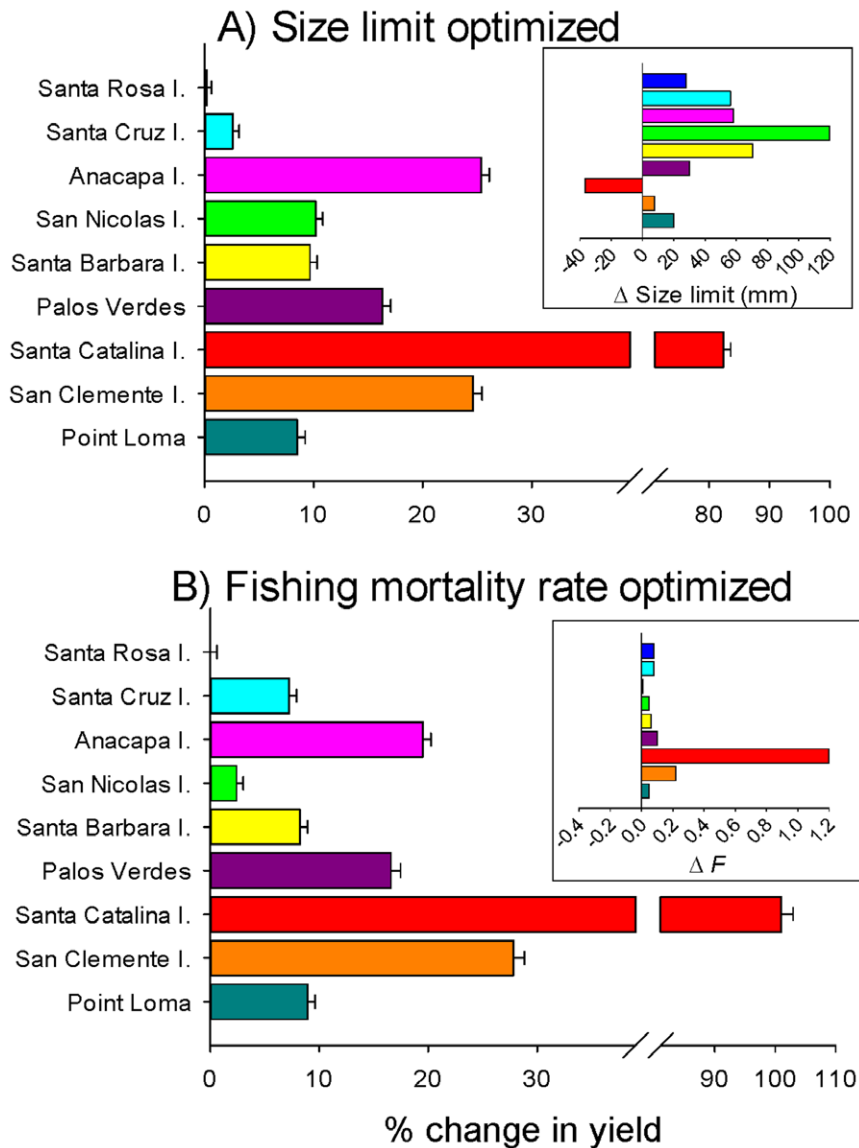 A) Size limit optimized
Santa Rosa I.
Santa Cruz I.
Anacapa I.
San Nicolas I.
Santa Barbara I.
Palos Verdes
Santa Catalina I.
San Clemente I.
Point Loma
0 10 20 30 80 90 100
-40 -20 0 20 40 60 80 100 120
Δ Size limit (mm)
B) Fishing mortality rate optimized
Santa Rosa I.
Santa Cruz I.
Anacapa I.
San Nicolas I.
Santa Barbara I.
Palos Verdes
Santa Catalina I.
San Clemente I.
Point Loma
0 10 20 30 90 100 110
-0.4 -0.2 0.0 0.2 0.4 0.6 0.8 1.0 1.2
Δ F
% change in yield